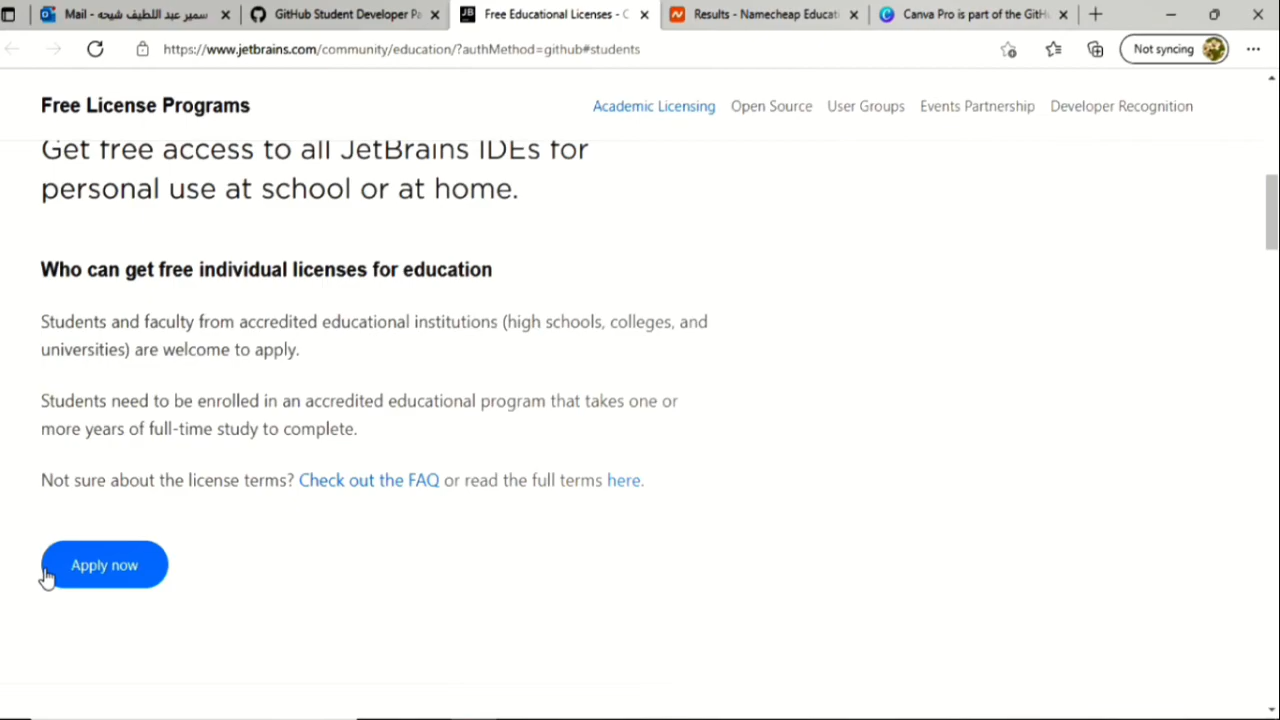 Mail - سمير عبد اللطيف شيحه
GitHub Student Developer Pa
JB
Free Educational Licenses - C
Results - Namecheap Educati
C
Canva Pro is part of the GitH
https://www.jetbrains.com/community/education/?authMethod=github#students
Not syncing
Free License Programs
Academic Licensing
Open Source
User Groups
Events Partnership
Developer Recognition
Get free access to all JetBrains IDEs for
personal use at school or at home.
Who can get free individual licenses for education
Students and faculty from accredited educational institutions (high schools, colleges, and
universities) are welcome to apply.
Students need to be enrolled in an accredited educational program that takes one or
more years of full-time study to complete.
Not sure about the license terms? Check out the FAQ or read the full terms here.
Apply now